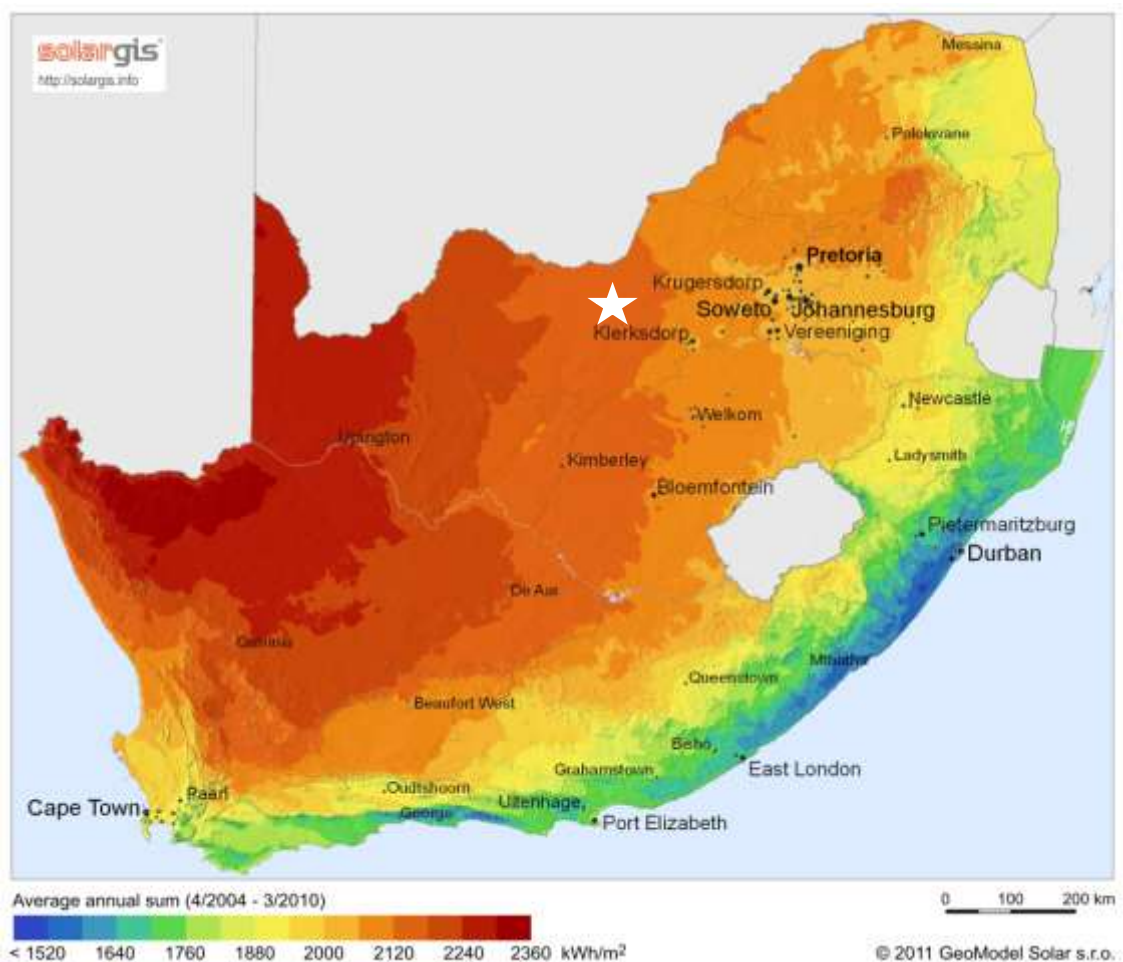 solargis
http://solargis.info
Messina
Polokwane
Pretoria
Krugersdorp
Soweto
Johannesburg
Klerksdorp
Vereeniging
Newcastle
Welkom
Upington
Kimberley
Ladysmith
Bloemfontein
Pietermaritzburg
Durban
De Aar
Calvinia
Mthatha
Queenstown
Beaufort West
Bisho
East London
Grahamstown
Oudtshoorn
Paarl
Uitenhage
Cape Town
George
Port Elizabeth
Average annual sum (4/2004 - 3/2010)
0 100 200 km
< 1520 1640 1760 1880 2000 2120 2240 2360 kWh/m²
© 2011 GeoModel Solar s.r.o.